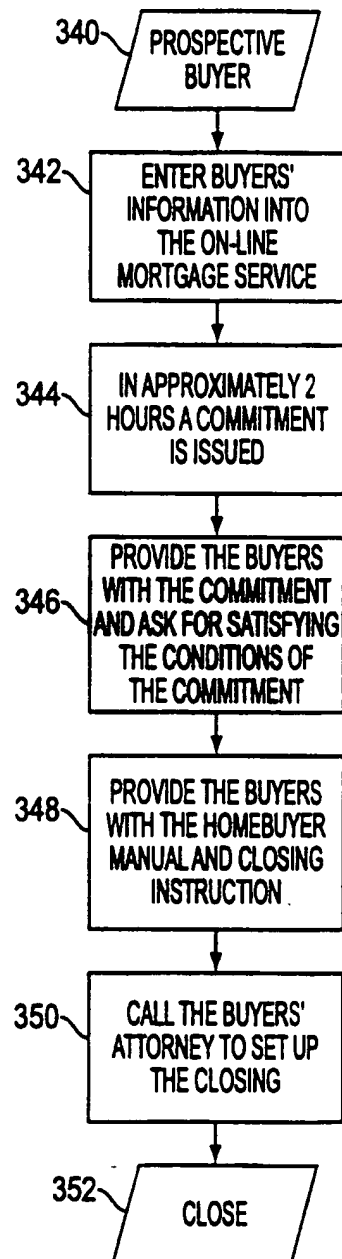 340
PROSPECTIVE
BUYER
342
ENTER BUYERS'
INFORMATION INTO
THE ON-LINE
MORTGAGE SERVICE
344
IN APPROXIMATELY 2
HOURS A COMMITMENT
IS ISSUED
346
PROVIDE THE BUYERS
WITH THE COMMITMENT
AND ASK FOR SATISFYING
THE CONDITIONS OF
THE COMMITMENT
348
PROVIDE THE BUYERS
WITH THE HOMEBUYER
MANUAL AND CLOSING
INSTRUCTION
350
CALL THE BUYERS'
ATTORNEY TO SET UP
THE CLOSING
352
CLOSE